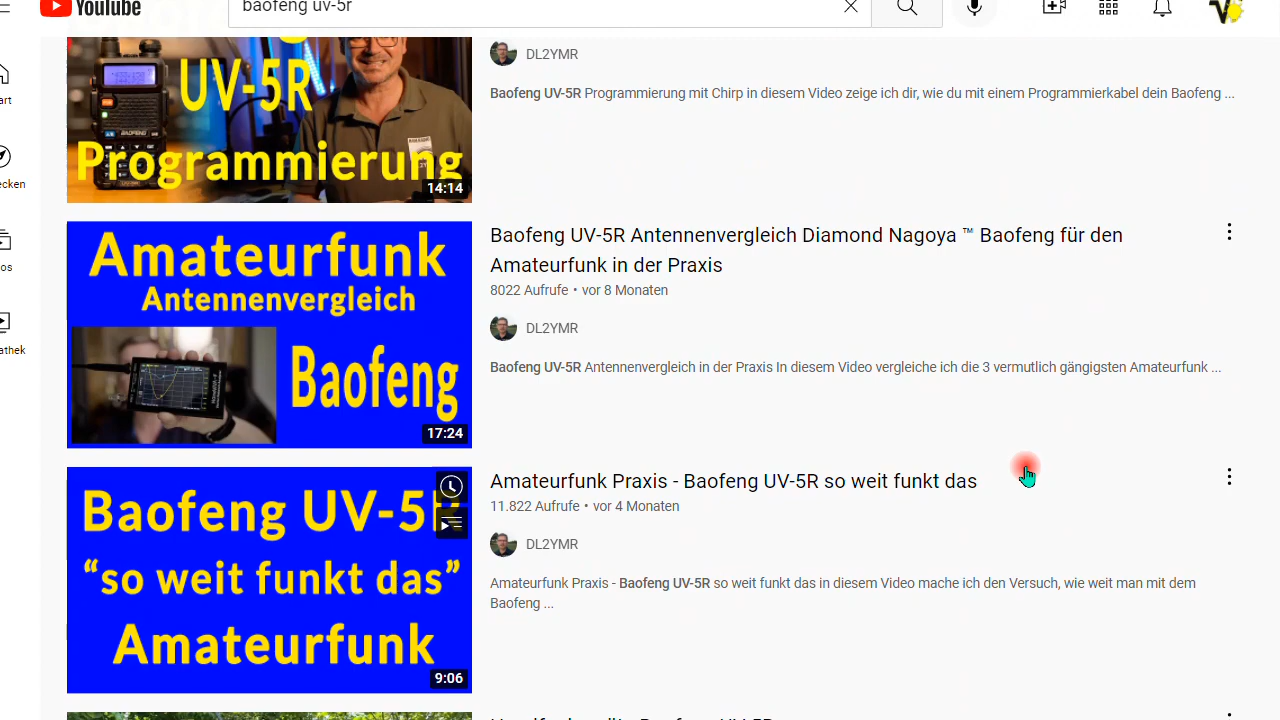 YouTube
baofeng uv-5r
UV-5R
Programmierung
14:14
DL2YMR
Baofeng UV-5R Programmierung mit Chirp in diesem Video zeige ich dir, wie du mit einem Programmierkabel dein Baofeng ...
Amateurfunk
Antennenvergleich
Baofeng
17:24
Baofeng UV-5R Antennenvergleich Diamond Nagoya ™ Baofeng für den
Amateurfunk in der Praxis
8022 Aufrufe • vor 8 Monaten
DL2YMR
Baofeng UV-5R Antennenvergleich in der Praxis In diesem Video vergleiche ich die 3 vermutlich gängigsten Amateurfunk ...
Baofeng UV-5R
“so weit funkt das”
Amateurfunk
9:06
Amateurfunk Praxis - Baofeng UV-5R so weit funkt das
11.822 Aufrufe • vor 4 Monaten
DL2YMR
Amateurfunk Praxis - Baofeng UV-5R so weit funkt das in diesem Video mache ich den Versuch, wie weit man mit dem
Baofeng ...